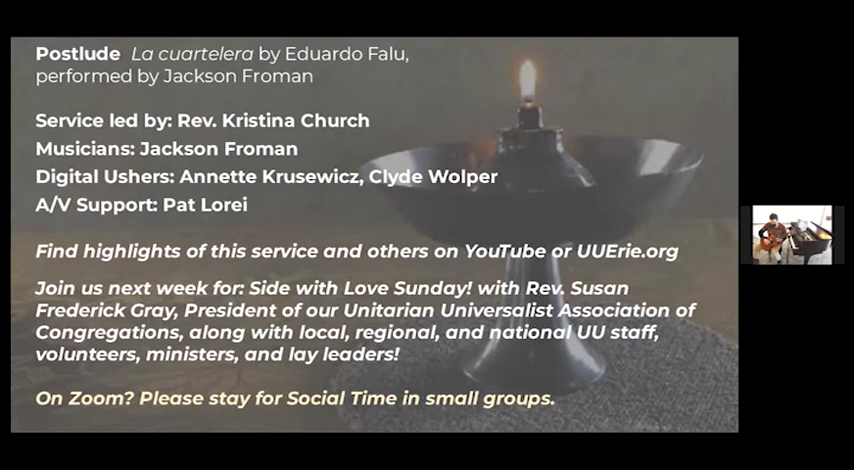 Postlude La cuartelera by Eduardo Falu,
performed by Jackson Froman
Service led by: Rev. Kristina Church
Musicians: Jackson Froman
Digital Ushers: Annette Krusewicz, Clyde Wolper
A/V Support: Pat Lorei
Find highlights of this service and others on YouTube or UUErie.org
Join us next week for: Side with Love Sunday! with Rev. Susan
Frederick Gray, President of our Unitarian Universalist Association of
Congregations, along with local, regional, and national UU staff,
volunteers, ministers, and lay leaders!
On Zoom? Please stay for Social Time in small groups.